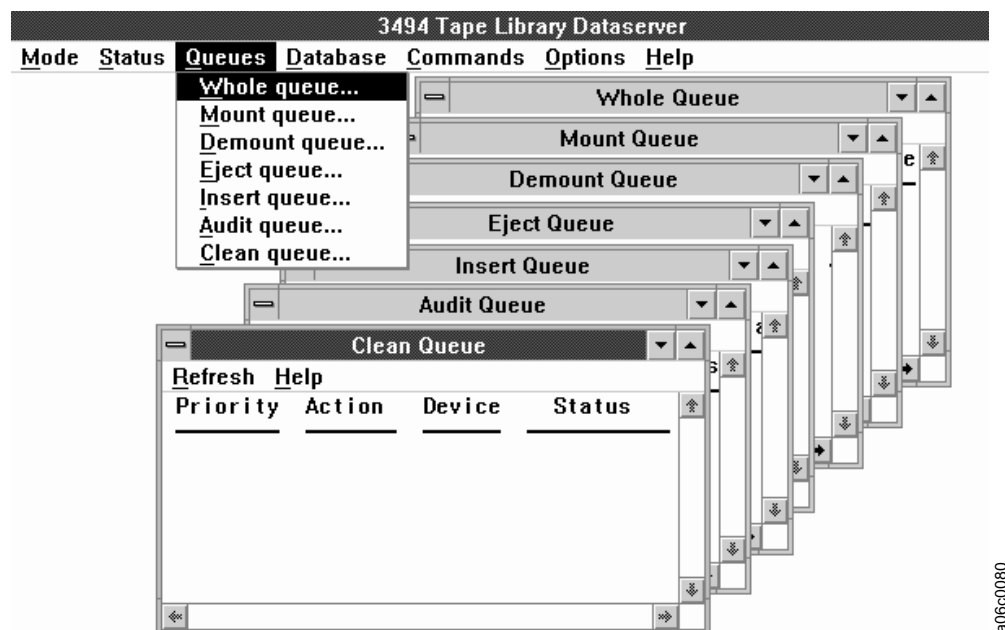 3494 Tape Library Dataserver
Mode Status Queues Database Commands Options Help
Whole queue...
Mount queue...
Demount queue...
Eject queue...
Insert queue...
Audit queue...
Clean queue...
Whole Queue
Mount Queue
Demount Queue
Eject Queue
Insert Queue
Audit Queue
Clean Queue
Refresh Help
Priority Action Device Status
a06c0080